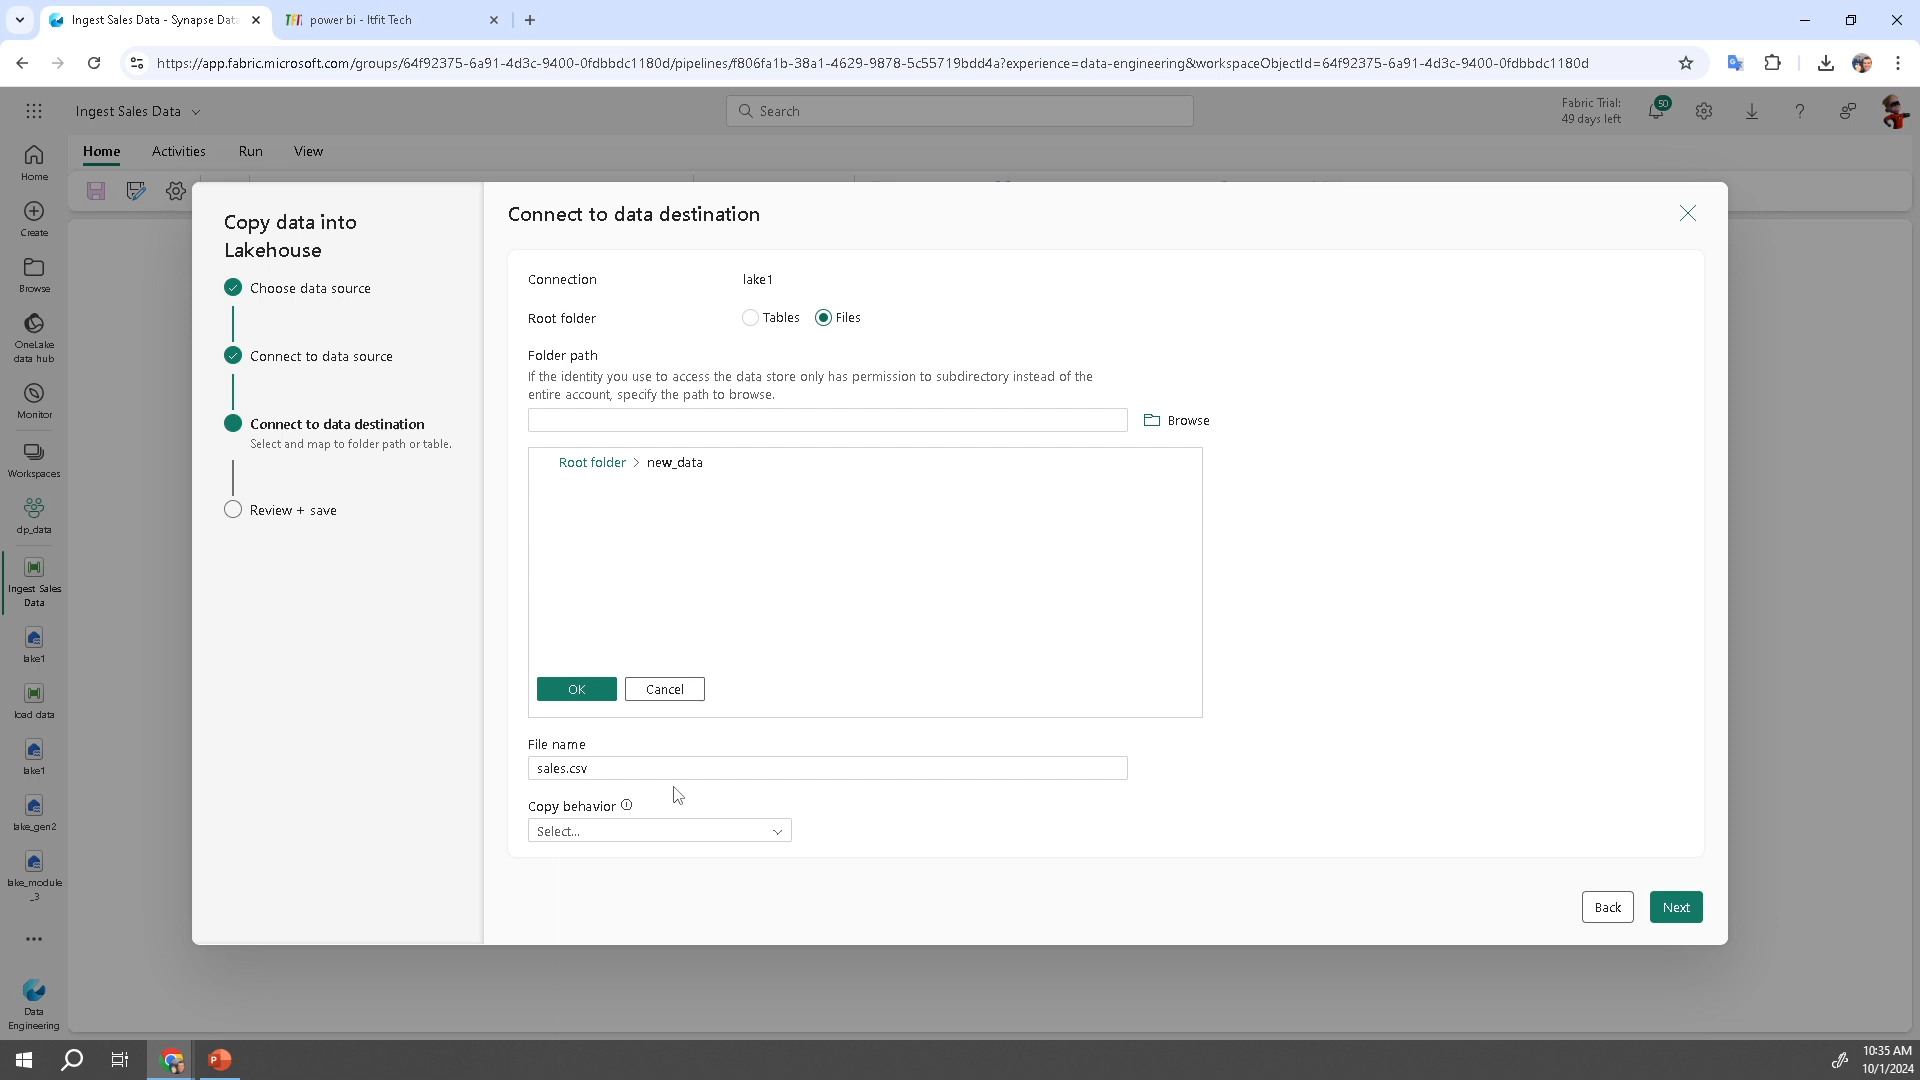 Ingest Sales Data - Synapse Data
power bi - Itfit Tech
https://app.fabric.microsoft.com/groups/64f92375-6a91-4d3c-9400-0fdbbdc1180d/pipelines/f806fa1b-38a1-4629-9878-5c55719bdd4a?experience=data-engineering&workspaceObjectId=64f92375-6a91-4d3c-9400-0fdbbdc1180d
Ingest Sales Data
Search
Fabric Trial:
49 days left
50
Home
Activities
Run
View
Home
Create
Browse
OneLake
data hub
Monitor
Workspaces
dp_data
Ingest Sales
Data
lake1
load data
lake1
lake_gen2
lake_module
_3
Data
Engineering
Copy data into
Lakehouse
Choose data source
Connect to data source
Connect to data destination
Select and map to folder path or table.
Review + save
Connect to data destination
Connection
lake1
Root folder
Tables
Files
Folder path
If the identity you use to access the data store only has permission to subdirectory instead of the
entire account, specify the path to browse.
Browse
Root folder > new_data
OK
Cancel
File name
sales.csv
Copy behavior
Select...
Back
Next
10:35 AM
10/1/2024